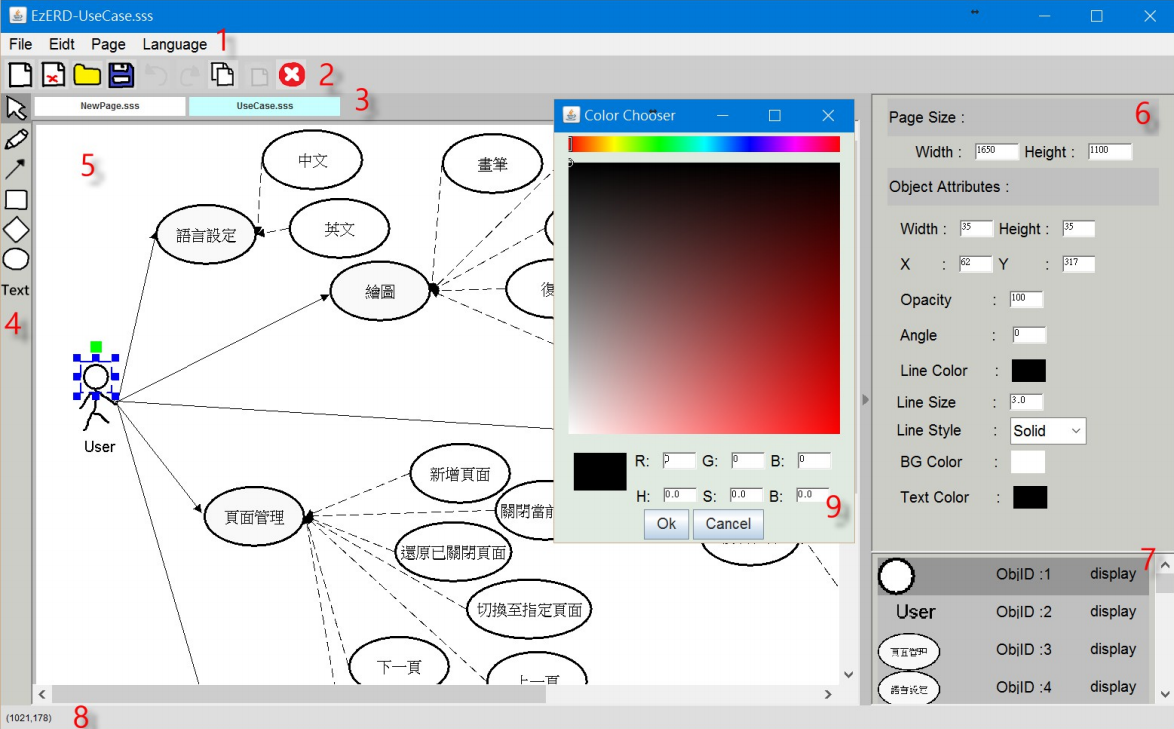 EzERD-UseCase.sss
File Eidt Page Language 1
2
NewPage.sss UseCase.sss 3
Text
4
5
中文
英文
語言設定
畫筆
繪圖
復
User
新增頁面
頁面管理
關閉當前
還原已關閉頁面
切換至指定頁面
下一頁
上一頁
Color Chooser
R: G: 0 B: 0
H: 0.0 S: 0.0 B: 0.0
9
Ok Cancel
Page Size : 6
Width : 1650 Height : 1100
Object Attributes :
Width : 35 Height : 35
X : 62 Y : 317
Opacity : 100
Angle : 0
Line Color :
Line Size : 3.0
Line Style : Solid
BG Color :
Text Color :
7
ObjID :1 display
User ObjID :2 display
頁面管理 ObjID :3 display
語言設定 ObjID :4 display
(1021,178) 8